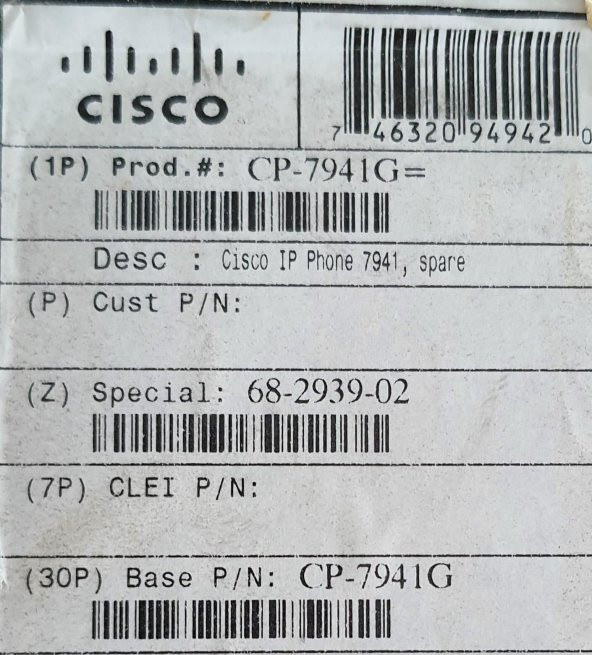 CISCO
7 46320 94942 0
(1P) Prod.#: CP-7941G=
Desc : Cisco IP Phone 7941, spare
(P) Cust P/N:
(Z) Special: 68-2939-02
(7P) CLEI P/N:
(30P) Base P/N: CP-7941G